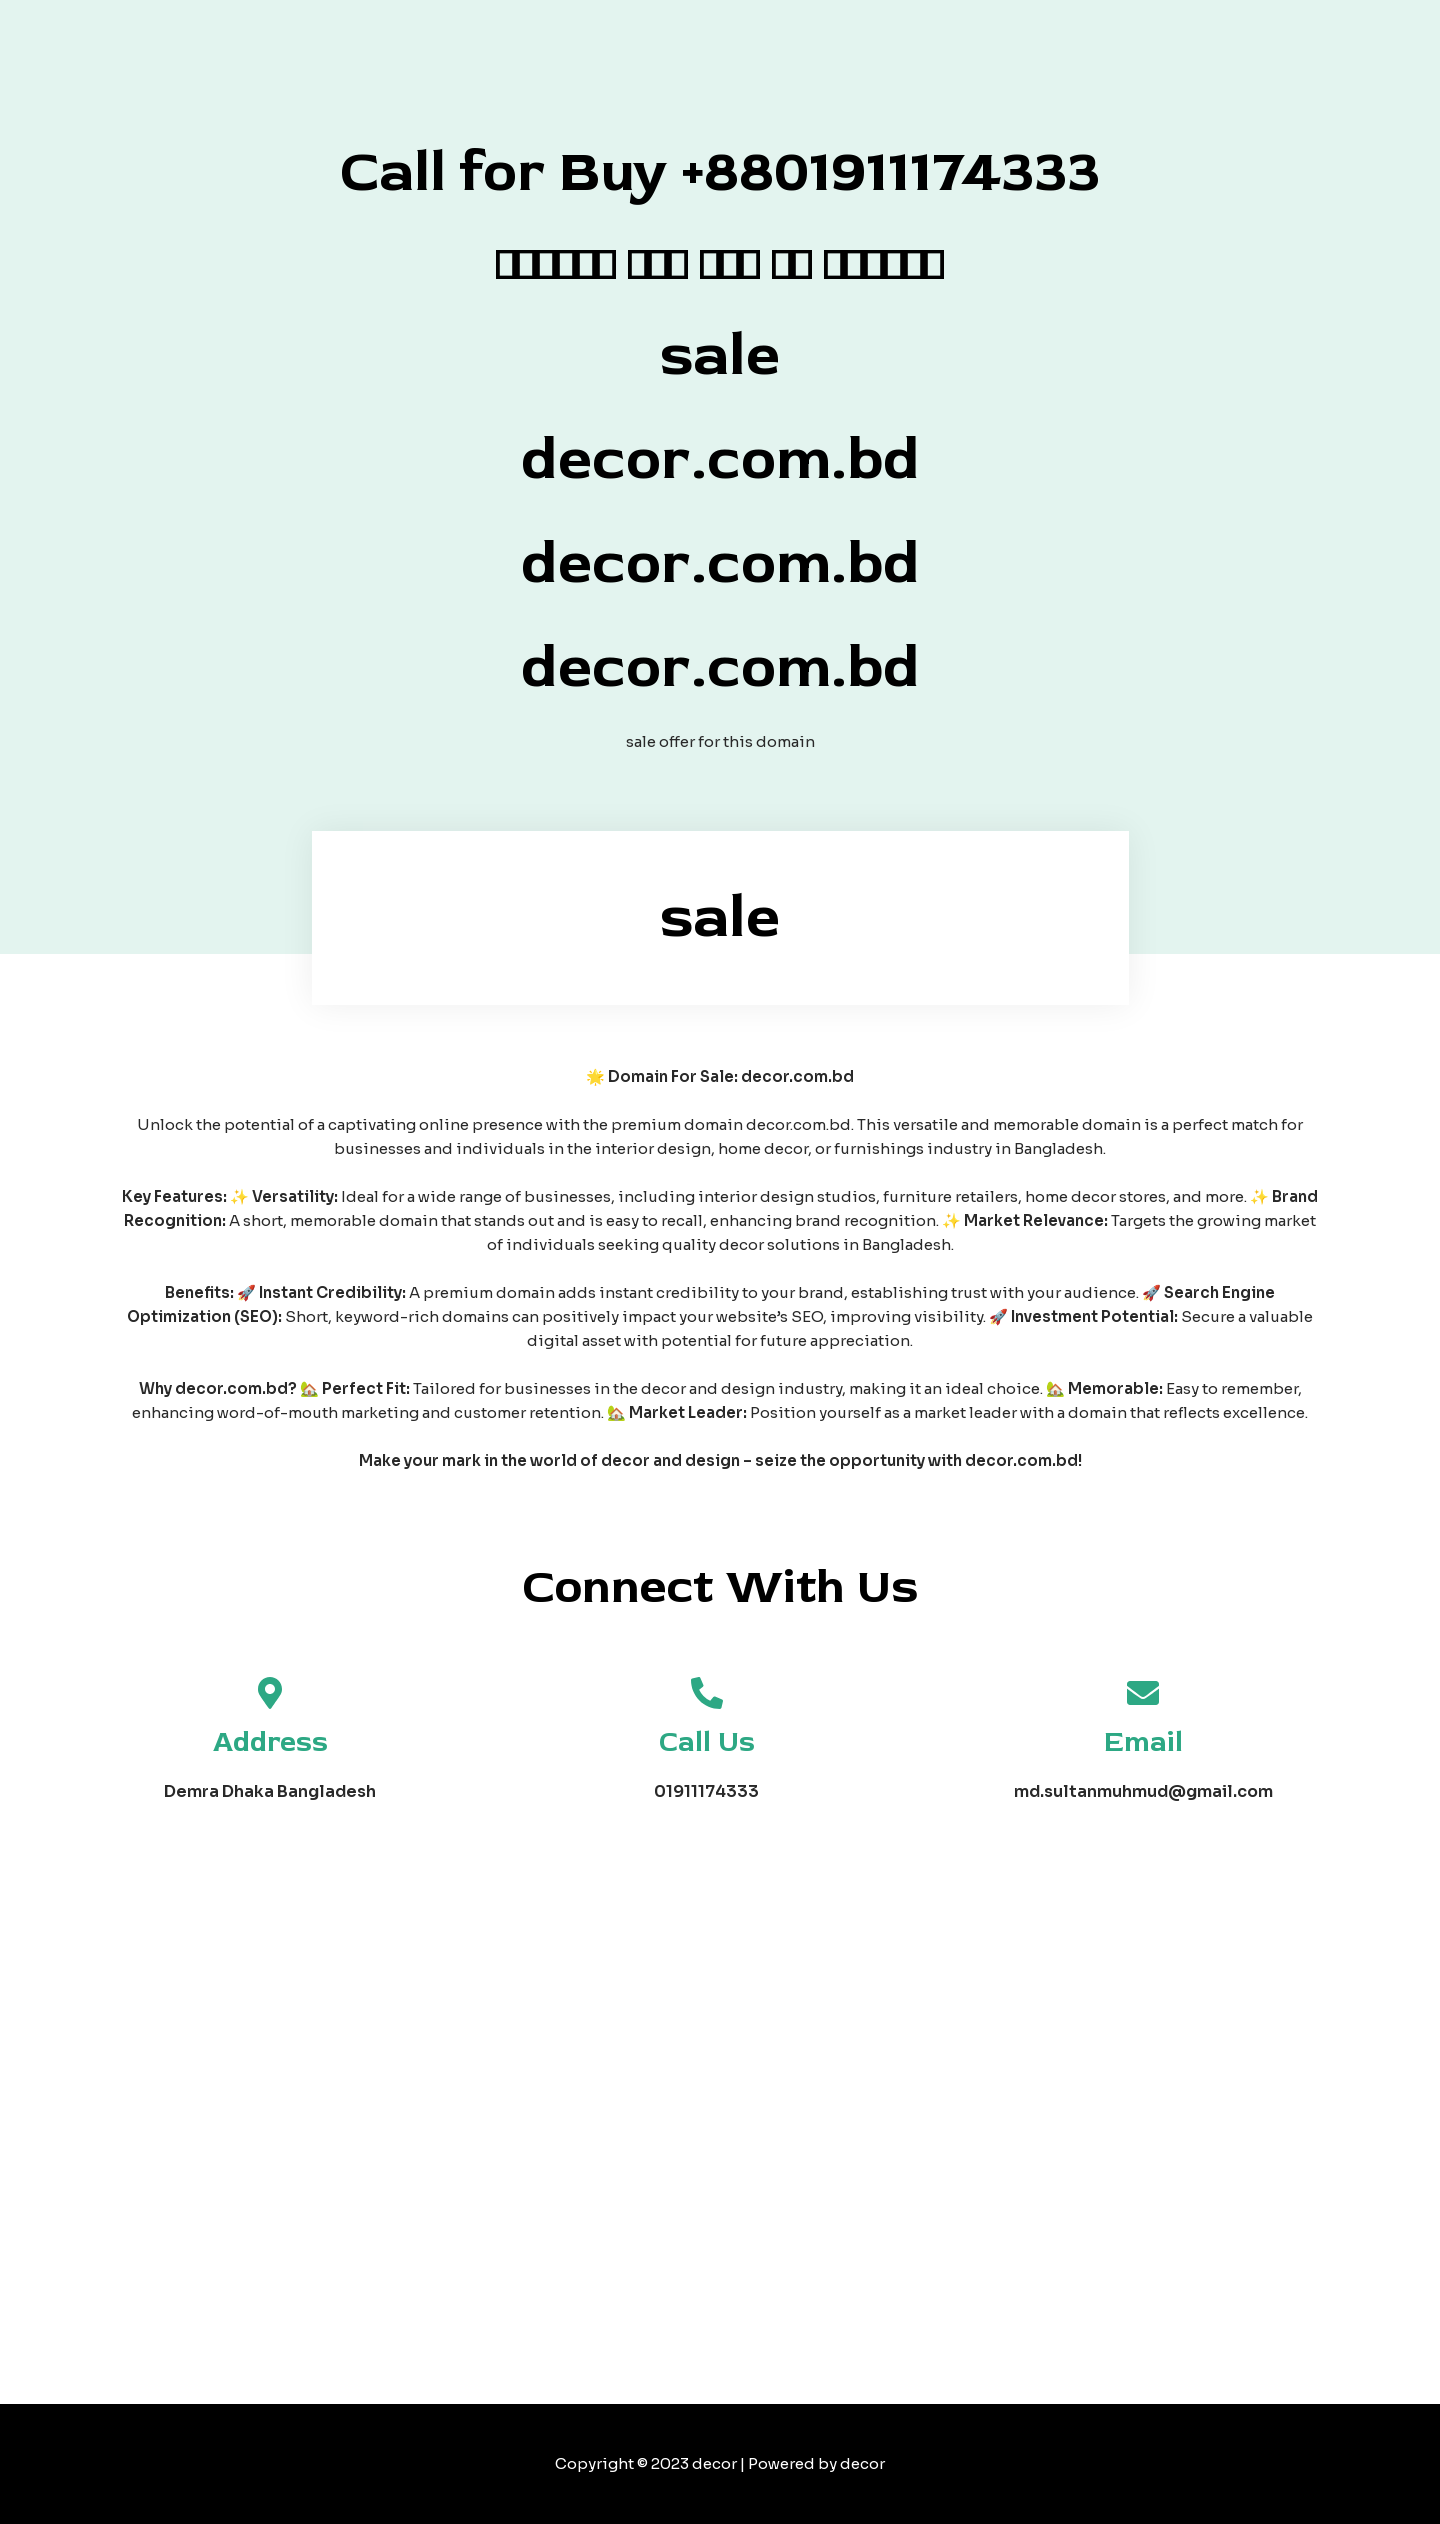 Call for Buy +8801911174333
sale
decor.com.bd
decor.com.bd
decor.com.bd
sale offer for this domain
sale
🌟 Domain For Sale: decor.com.bd
Unlock the potential of a captivating online presence with the premium domain decor.com.bd. This versatile and memorable domain is a perfect match for
businesses and individuals in the interior design, home decor, or furnishings industry in Bangladesh.
Key Features: ✨ Versatility: Ideal for a wide range of businesses, including interior design studios, furniture retailers, home decor stores, and more. ✨ Brand
Recognition: A short, memorable domain that stands out and is easy to recall, enhancing brand recognition. ✨ Market Relevance: Targets the growing market
of individuals seeking quality decor solutions in Bangladesh.
Benefits: 🚀 Instant Credibility: A premium domain adds instant credibility to your brand, establishing trust with your audience. 🚀 Search Engine
Optimization (SEO): Short, keyword-rich domains can positively impact your website’s SEO, improving visibility. 🚀 Investment Potential: Secure a valuable
digital asset with potential for future appreciation.
Why decor.com.bd? 🏡 Perfect Fit: Tailored for businesses in the decor and design industry, making it an ideal choice. 🏡 Memorable: Easy to remember,
enhancing word-of-mouth marketing and customer retention. 🏡 Market Leader: Position yourself as a market leader with a domain that reflects excellence.
Make your mark in the world of decor and design – seize the opportunity with decor.com.bd!
Connect With Us
Address
Demra Dhaka Bangladesh
Call Us
01911174333
Email
md.sultanmuhmud@gmail.com
Copyright © 2023 decor | Powered by decor